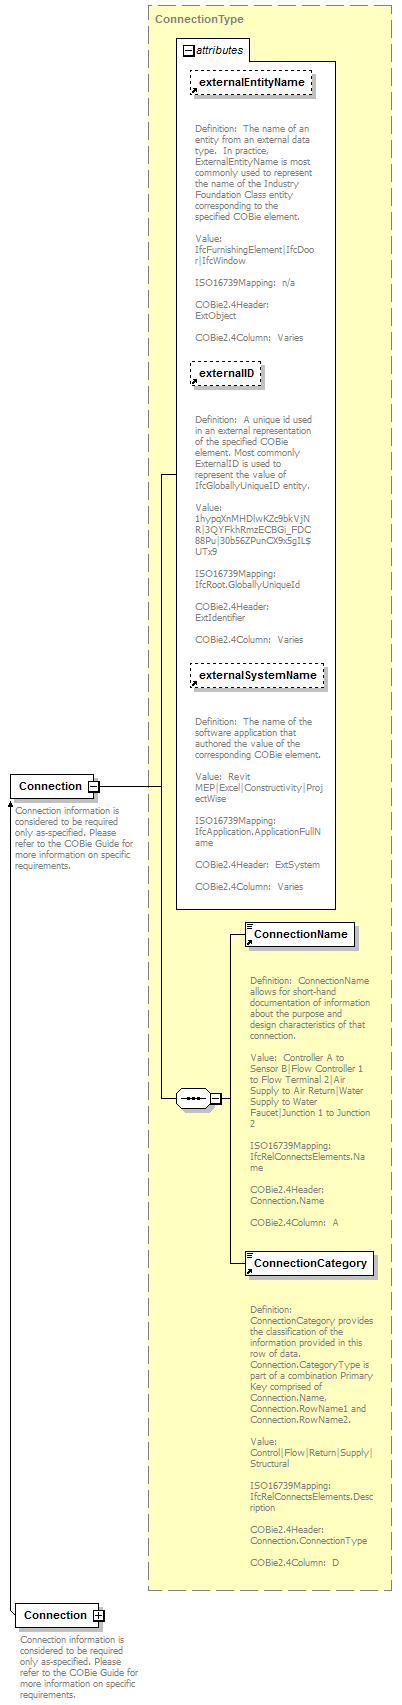 ConnectionType
attributes
externalEntityName
Definition:  The name of an
entity from an external data
type.  In practice,
ExternalEntityName is most
commonly used to represent
the name of the Industry
Foundation Class entity
corresponding to the
specified COBie element.
Value:
IfcFurnishingElement|IfcDoo
r|IfcWindow
ISO16739Mapping:  n/a
COBie2.4Header:
ExtObject
COBie2.4Column:  Varies
externalID
Definition:  A unique id used
in an external representation
of the specified COBie
element. Most commonly
ExternalID is used to
represent the value of
IfcGloballyUniqueID entity.
Value:
1hypqXnMHDlwKZc9bkVjN
R|3QYFkhRmzECBGi_FDC
88Pu|30b56ZPunCX9xSgIL$
UTx9
ISO16739Mapping:
IfcRoot.GloballyUniqueId
COBie2.4Header:
ExtIdentifier
COBie2.4Column:  Varies
externalSystemName
Definition:  The name of the
software application that
authored the value of the
corresponding COBie element.
Value:  Revit
MEP|Excel|Constructivity|Proj
ectWise
ISO16739Mapping:
IfcApplication.ApplicationFullN
ame
COBie2.4Header:  ExtSystem
COBie2.4Column:  Varies
Connection
Connection information is
considered to be required
only as-specified. Please
refer to the COBie Guide for
more information on specific
requirements.
ConnectionName
Definition:  ConnectionName
allows for short-hand
documentation of information
about the purpose and
design characteristics of that
connection.
Value:  Controller A to
Sensor B|Flow Controller 1
to Flow Terminal 2|Air
Supply to Air Return|Water
Supply to Water
Faucet|Junction 1 to Junction
2
ISO16739Mapping:
IfcRelConnectsElements.Na
me
COBie2.4Header:
Connection.Name
COBie2.4Column:  A
ConnectionCategory
Definition:
ConnectionCategory provides
the classification of the
information provided in this
row of data.
Connection.CategoryType is
part of a combination Primary
Key comprised of
Connection.Name,
Connection.RowName1 and
Connection.RowName2.
Value:
Control|Flow|Return|Supply|
Structural
ISO16739Mapping:
IfcRelConnectsElements.Desc
ription
COBie2.4Header:
Connection.ConnectionType
COBie2.4Column:  D
Connection
Connection information is
considered to be required
only as-specified. Please
refer to the COBie Guide for
more information on specific
requirements.